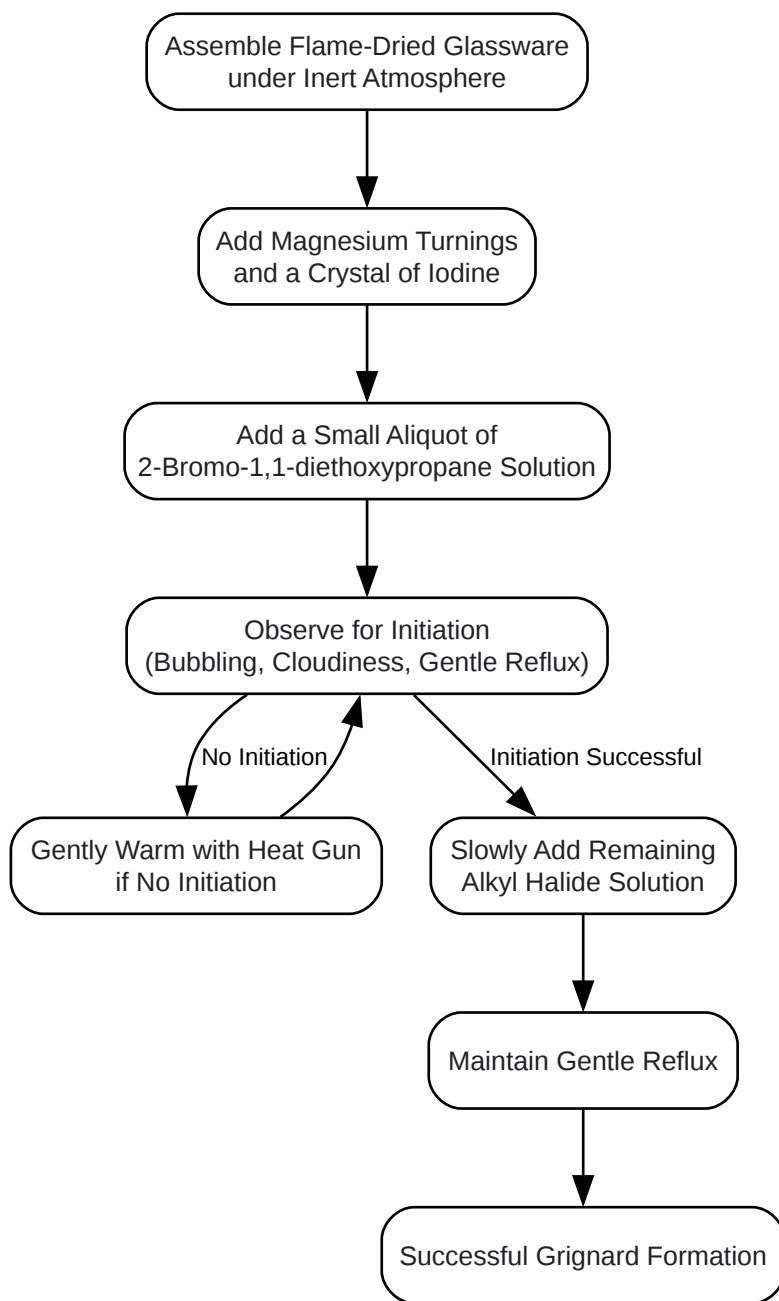 Assemble Flame-Dried Glassware
under Inert Atmosphere
Add Magnesium Turnings
and a Crystal of Iodine
Add a Small Aliquot of
2-Bromo-1,1-diethoxypropane Solution
Observe for Initiation
(Bubbling, Cloudiness, Gentle Reflux)
No Initiation
Initiation Successful
Gently Warm with Heat Gun
if No Initiation
Slowly Add Remaining
Alkyl Halide Solution
Maintain Gentle Reflux
Successful Grignard Formation